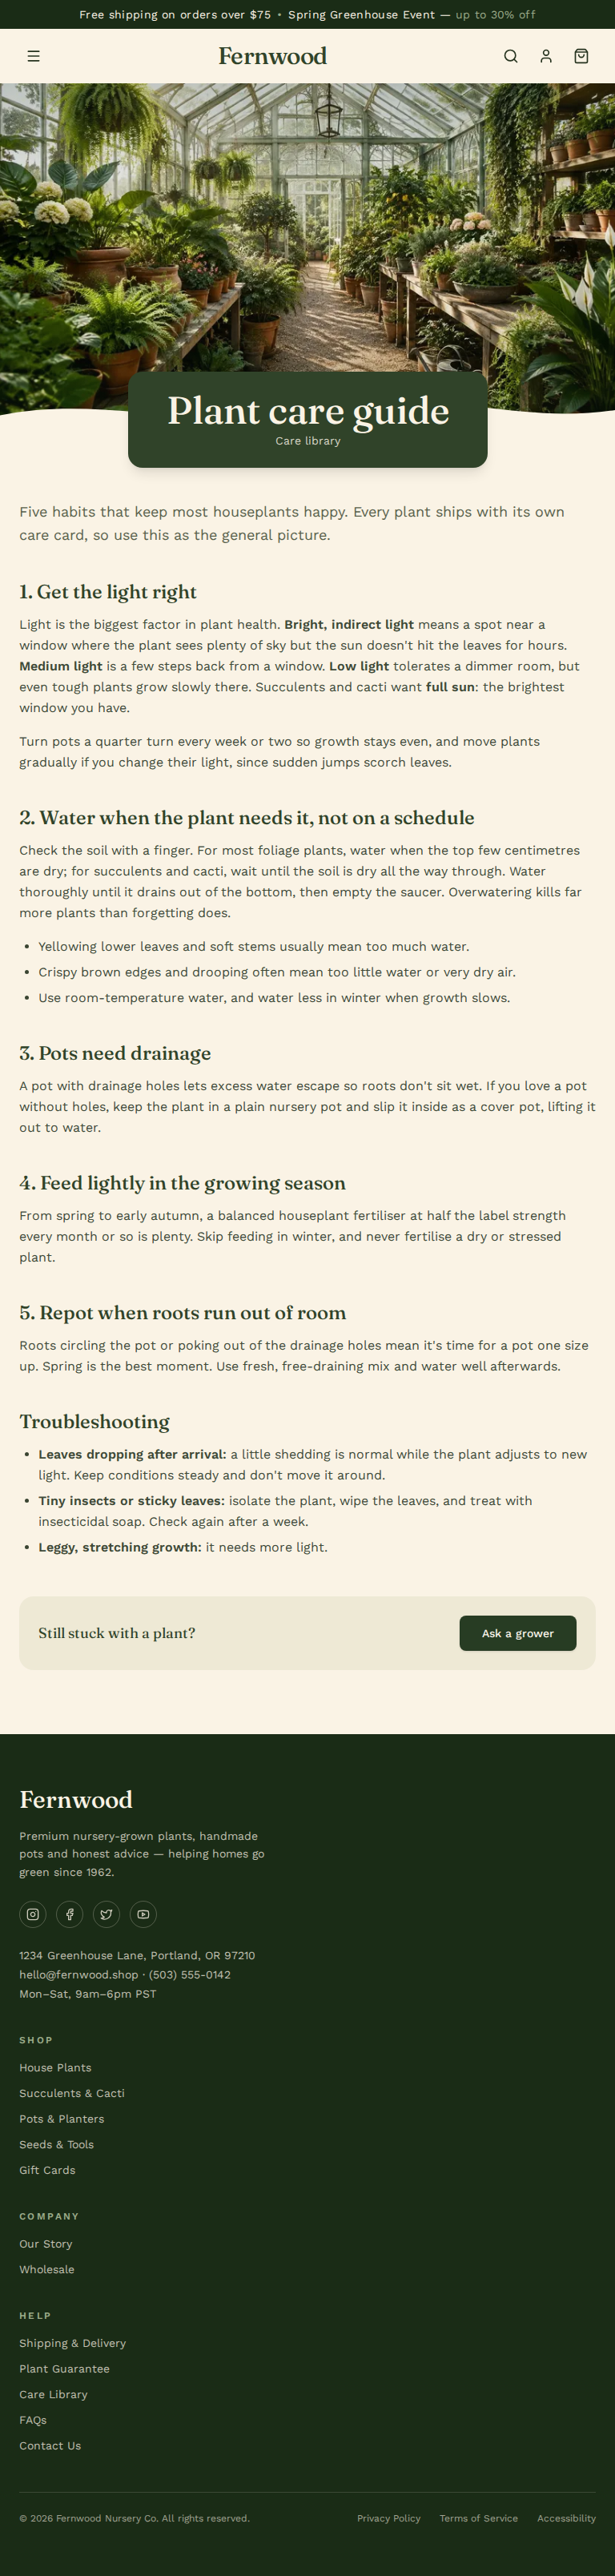 Free shipping on orders over $75 • Spring Greenhouse Event — up to 30% off
Fernwood
Plant care guide
Care library
Five habits that keep most houseplants happy. Every plant ships with its own
care card, so use this as the general picture.
1. Get the light right
Light is the biggest factor in plant health. Bright, indirect light means a spot near a
window where the plant sees plenty of sky but the sun doesn't hit the leaves for hours.
Medium light is a few steps back from a window. Low light tolerates a dimmer room, but
even tough plants grow slowly there. Succulents and cacti want full sun: the brightest
window you have.
Turn pots a quarter turn every week or two so growth stays even, and move plants
gradually if you change their light, since sudden jumps scorch leaves.
2. Water when the plant needs it, not on a schedule
Check the soil with a finger. For most foliage plants, water when the top few centimetres
are dry; for succulents and cacti, wait until the soil is dry all the way through. Water
thoroughly until it drains out of the bottom, then empty the saucer. Overwatering kills far
more plants than forgetting does.
• Yellowing lower leaves and soft stems usually mean too much water.
• Crispy brown edges and drooping often mean too little water or very dry air.
• Use room-temperature water, and water less in winter when growth slows.
3. Pots need drainage
A pot with drainage holes lets excess water escape so roots don't sit wet. If you love a pot
without holes, keep the plant in a plain nursery pot and slip it inside as a cover pot, lifting it
out to water.
4. Feed lightly in the growing season
From spring to early autumn, a balanced houseplant fertiliser at half the label strength
every month or so is plenty. Skip feeding in winter, and never fertilise a dry or stressed
plant.
5. Repot when roots run out of room
Roots circling the pot or poking out of the drainage holes mean it's time for a pot one size
up. Spring is the best moment. Use fresh, free-draining mix and water well afterwards.
Troubleshooting
• Leaves dropping after arrival: a little shedding is normal while the plant adjusts to new
light. Keep conditions steady and don't move it around.
• Tiny insects or sticky leaves: isolate the plant, wipe the leaves, and treat with
insecticidal soap. Check again after a week.
• Leggy, stretching growth: it needs more light.
Still stuck with a plant?
Ask a grower
Fernwood
Premium nursery-grown plants, handmade
pots and honest advice — helping homes go
green since 1962.
1234 Greenhouse Lane, Portland, OR 97210
hello@fernwood.shop · (503) 555-0142
Mon–Sat, 9am–6pm PST
SHOP
House Plants
Succulents & Cacti
Pots & Planters
Seeds & Tools
Gift Cards
COMPANY
Our Story
Wholesale
HELP
Shipping & Delivery
Plant Guarantee
Care Library
FAQs
Contact Us
© 2026 Fernwood Nursery Co. All rights reserved.
Privacy Policy
Terms of Service
Accessibility